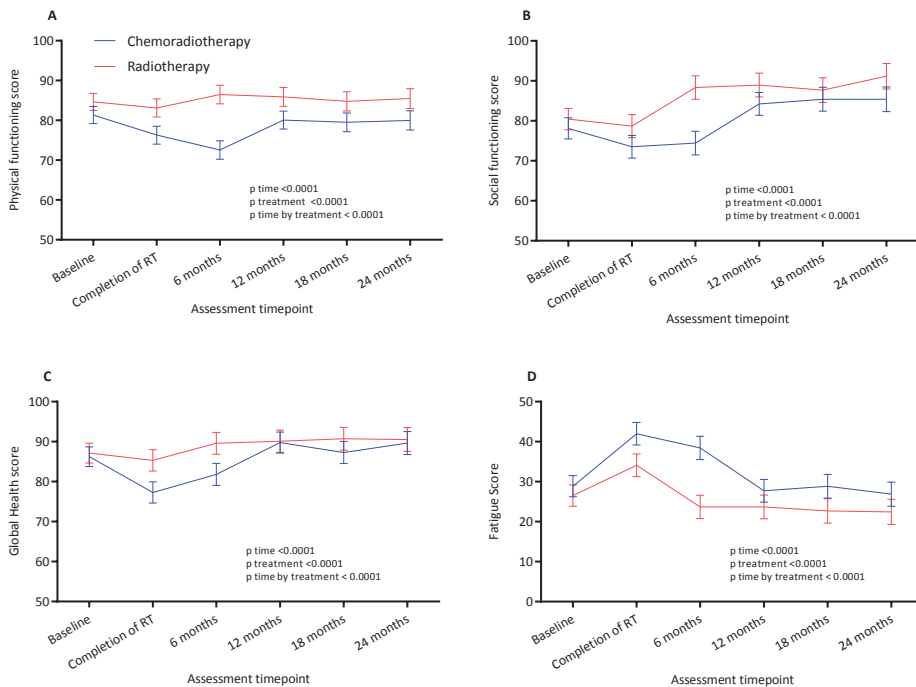 A
Chemoradiotherapy
Radiotherapy
Physical functioning score
100
90
80
70
60
50
p time <0.0001
p treatment <0.0001
p time by treatment < 0.0001
Baseline
Completion of RT
6 months
12 months
18 months
24 months
Assessment timepoint
B
Social functioning score
100
90
80
70
60
50
p time <0.0001
p treatment <0.0001
p time by treatment < 0.0001
Baseline
Completion of RT
6 months
12 months
18 months
24 months
Assessment timepoint
C
Global Health score
100
90
80
70
60
50
p time <0.0001
p treatment <0.0001
p time by treatment < 0.0001
Baseline
Completion of RT
6 months
12 months
18 months
24 months
Assessment timepoint
D
Fatigue Score
50
40
30
20
10
0
p time <0.0001
p treatment <0.0001
p time by treatment < 0.0001
Baseline
Completion of RT
6 months
12 months
18 months
24 months
Assessment timepoint